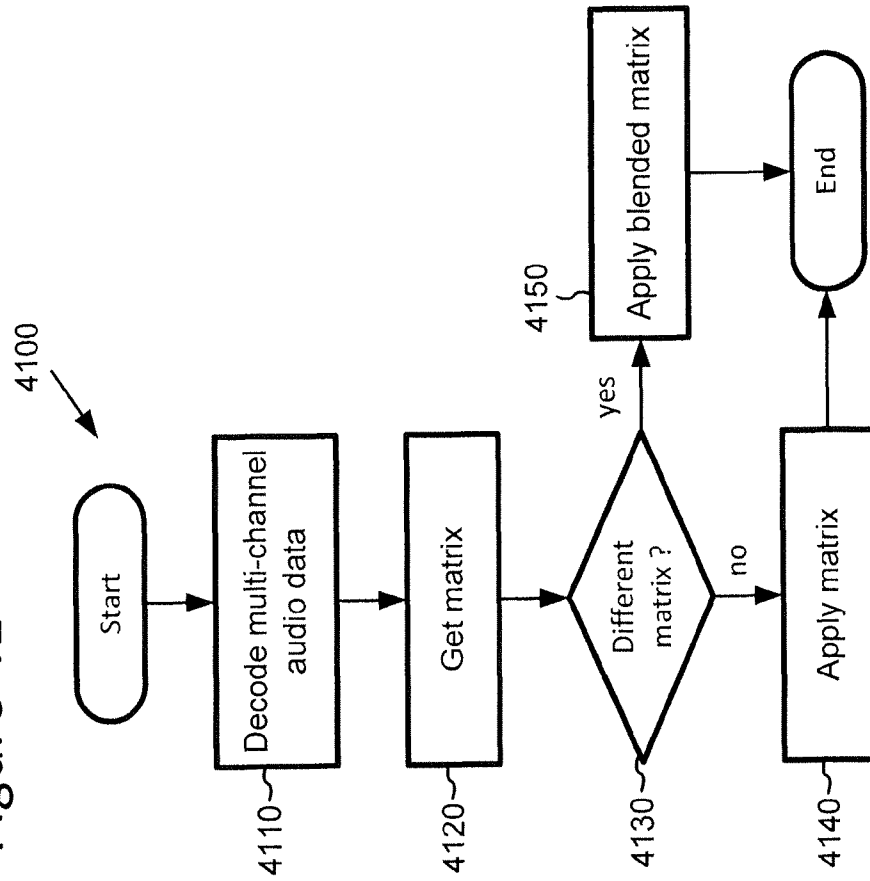 4100
Start
Decode multi-channel
audio data
4110
Get matrix
4120
Different
matrix ?
4130
yes
Apply blended matrix
4150
no
Apply matrix
4140
End